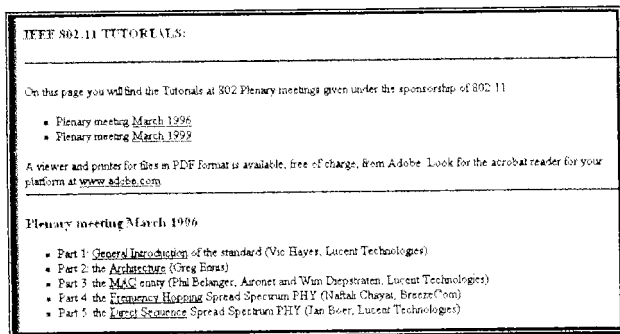 IEEE 802.11 TUTORIALS:
On this page you will find the Tutorials at 802 Plenary meetings given under the sponsorship of 802.11
Plenary meeting March 1996
Plenary meeting March 1999
A viewer and printer for files in PDF format is available, free of charge, from Adobe. Look for the acrobat reader for your
platform at www.adobe.com
Plenary meeting March 1996
Part 1: General Introduction of the standard (Vic Hayes, Lucent Technologies)
Part 2: the Architecture (Greg Ennis)
Part 3: the MAC entity (Phil Belanger, Aironet and Wim Diepstraten, Lucent Technologies)
Part 4: the Frequency Hopping Spread Spectrum PHY (Naftali Chayat, BreezeCom)
Part 5: the Direct Sequence Spread Spectrum PHY (Jan Boer, Lucent Technologies)